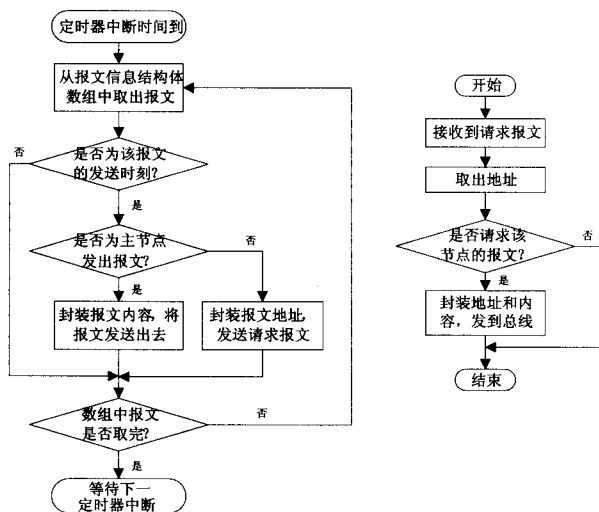 定时器中断时间到
从报文信息结构体
数组中取出报文
否
是否为该报文
的发送时刻?
是
是否为主节点
发出报文?
否
是
封装报文内容, 将
报文发送出去
封装报文地址,
发送请求报文
数组中报文
是否取完?
否
是
等待下一
定时器中断
开始
接收到请求报文
取出地址
是否请求该
节点的报文?
否
是
封装地址和内
容, 发到总线
结束